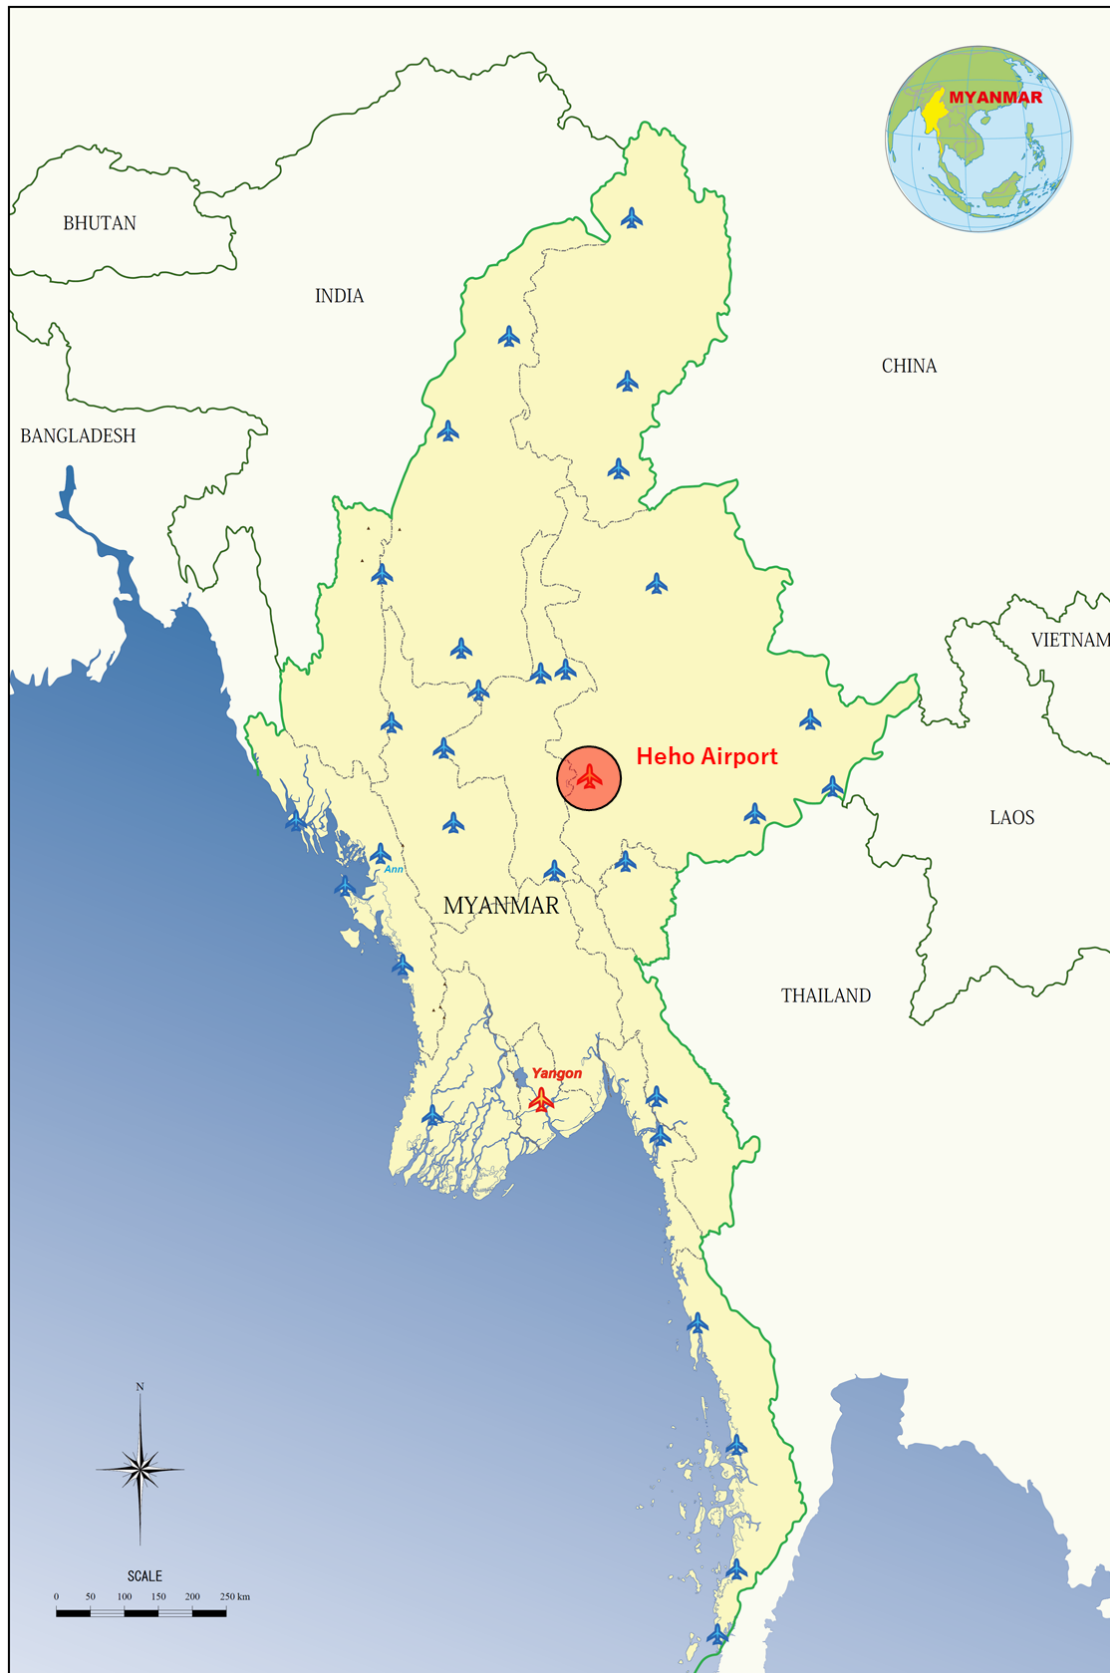 MYANMAR
BHUTAN
INDIA
CHINA
BANGLADESH
VIETNAM
Heho Airport
LAOS
Ann
MYANMAR
THAILAND
Yangon
N
SCALE
0 50 100 150 200 250 km